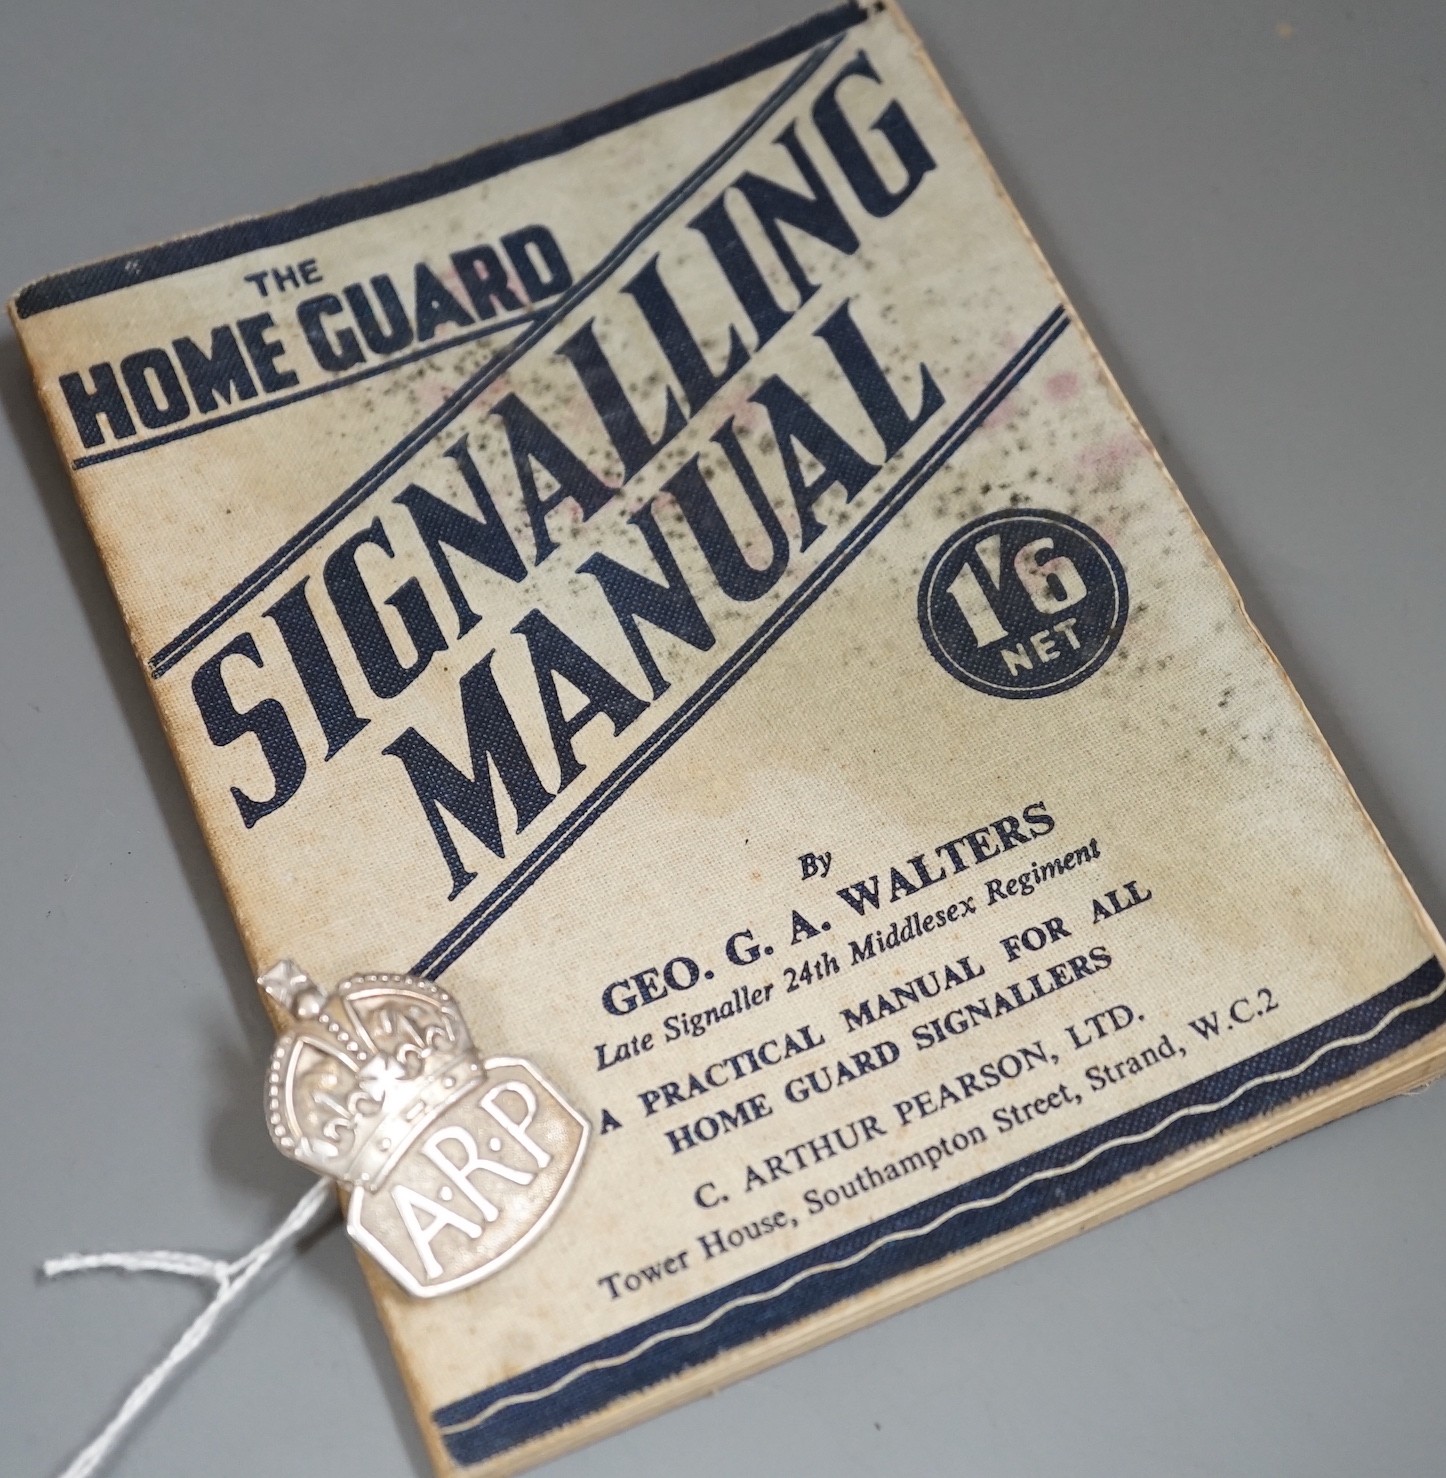 THE
HOME GUARD
SIGNALLING
MANUAL
1/6
NET
By
GEO. G. A. WALTERS
Late Signaller 24th Middlesex Regiment
A PRACTICAL MANUAL FOR ALL
HOME GUARD SIGNALLERS
C. ARTHUR PEARSON, LTD.
Tower House, Southampton Street, Strand, W.C.2
A·R·P